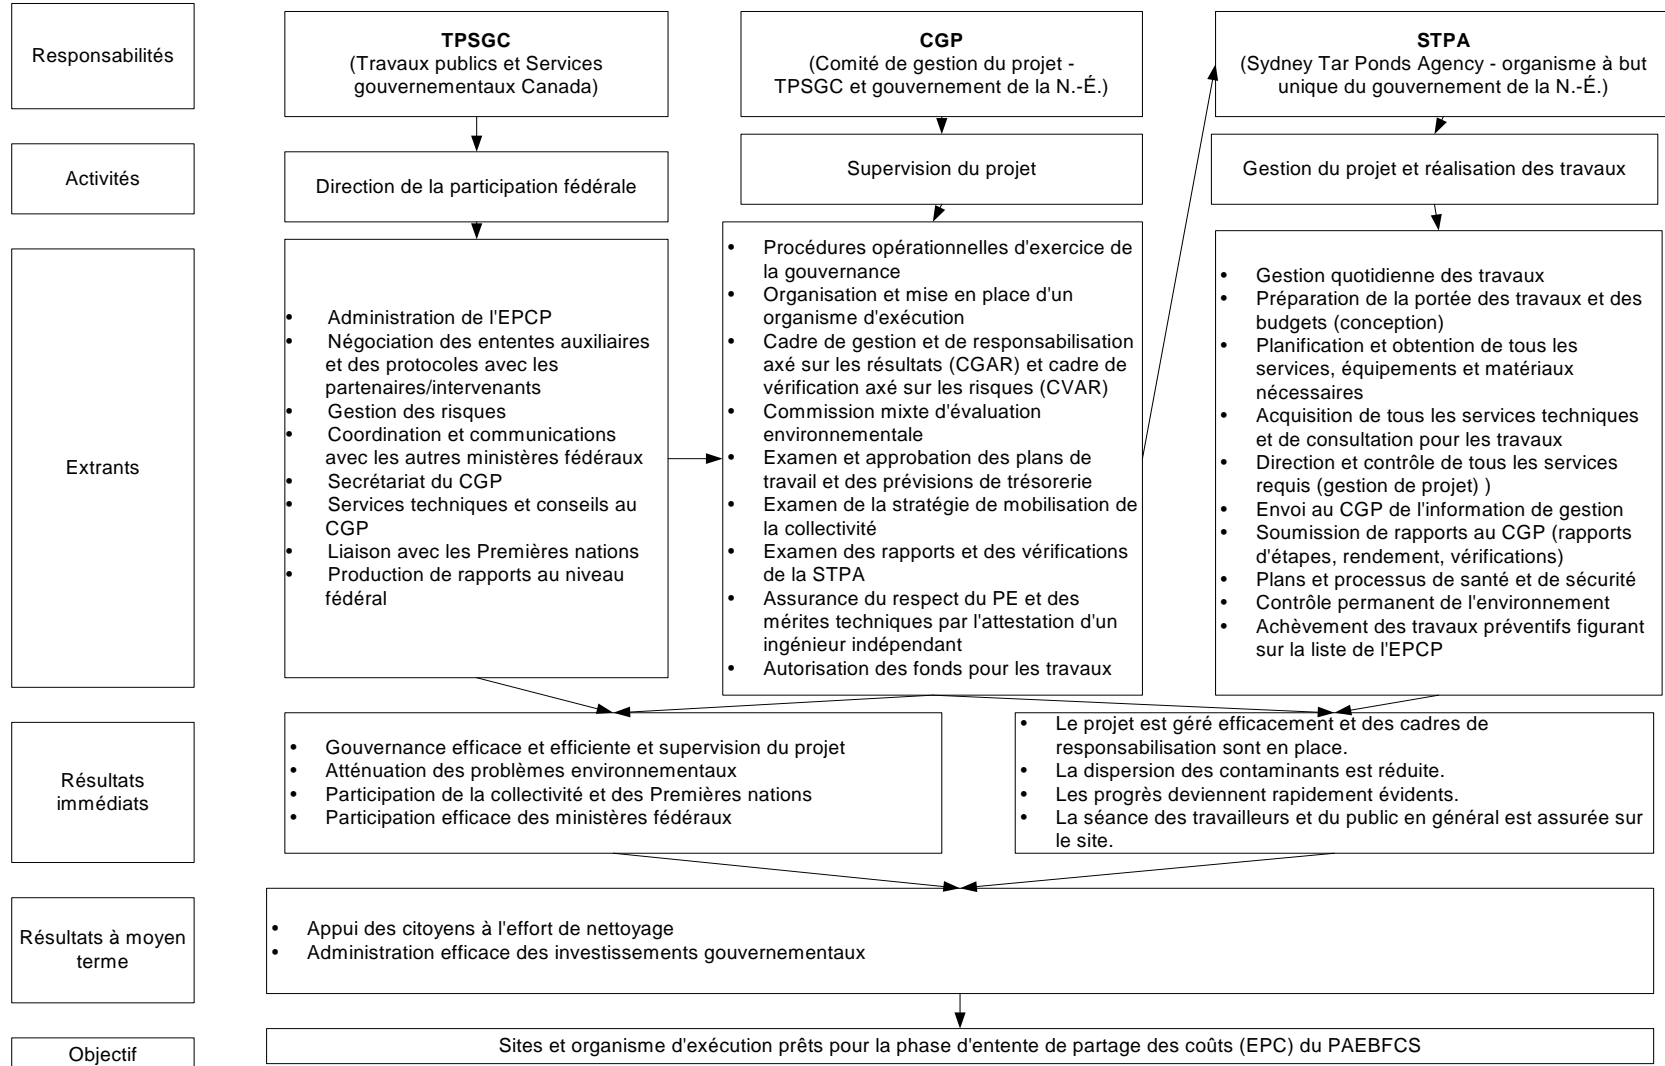 Responsabilités
TPSGC
(Travaux publics et Services
gouvernementaux Canada)
CGP
(Comité de gestion du projet -
TPSGC et gouvernement de la N.-É.)
STPA
(Sydney Tar Ponds Agency - organisme à but
unique du gouvernement de la N.-É.)
Activités
Direction de la participation fédérale
Supervision du projet
Gestion du projet et réalisation des travaux
Extrants
• Administration de l'EPCP
• Négociation des ententes auxiliaires
et des protocoles avec les
partenaires/intervenants
• Gestion des risques
• Coordination et communications
avec les autres ministères fédéraux
• Secrétariat du CGP
• Services techniques et conseils au
CGP
• Liaison avec les Premières nations
• Production de rapports au niveau
fédéral
• Procédures opérationnelles d'exercice de
la gouvernance
• Organisation et mise en place d'un
organisme d'exécution
• Cadre de gestion et de responsabilisation
axé sur les résultats (CGAR) et cadre de
vérification axé sur les risques (CVAR)
• Commission mixte d'évaluation
environnementale
• Examen et approbation des plans de
travail et des prévisions de trésorerie
• Examen de la stratégie de mobilisation de
la collectivité
• Examen des rapports et des vérifications
de la STPA
• Assurance du respect du PE et des
mérites techniques par l'attestation d'un
ingénieur indépendant
• Autorisation des fonds pour les travaux
• Gestion quotidienne des travaux
• Préparation de la portée des travaux et des
budgets (conception)
• Planification et obtention de tous les
services, équipements et matériaux
nécessaires
• Acquisition de tous les services techniques
et de consultation pour les travaux
• Direction et contrôle de tous les services
requis (gestion de projet) )
• Envoi au CGP de l'information de gestion
• Soumission de rapports au CGP (rapports
d'étapes, rendement, vérifications)
• Plans et processus de santé et de sécurité
• Contrôle permanent de l'environnement
• Achèvement des travaux préventifs figurant
sur la liste de l'EPCP
Résultats
immédiats
• Gouvernance efficace et efficiente et supervision du projet
• Atténuation des problèmes environnementaux
• Participation de la collectivité et des Premières nations
• Participation efficace des ministères fédéraux
• Le projet est géré efficacement et des cadres de
responsabilisation sont en place.
• La dispersion des contaminants est réduite.
• Les progrès deviennent rapidement évidents.
• La séance des travailleurs et du public en général est assurée sur
le site.
Résultats à moyen
terme
• Appui des citoyens à l'effort de nettoyage
• Administration efficace des investissements gouvernementaux
Objectif
Sites et organisme d'exécution prêts pour la phase d'entente de partage des coûts (EPC) du PAEBFCS